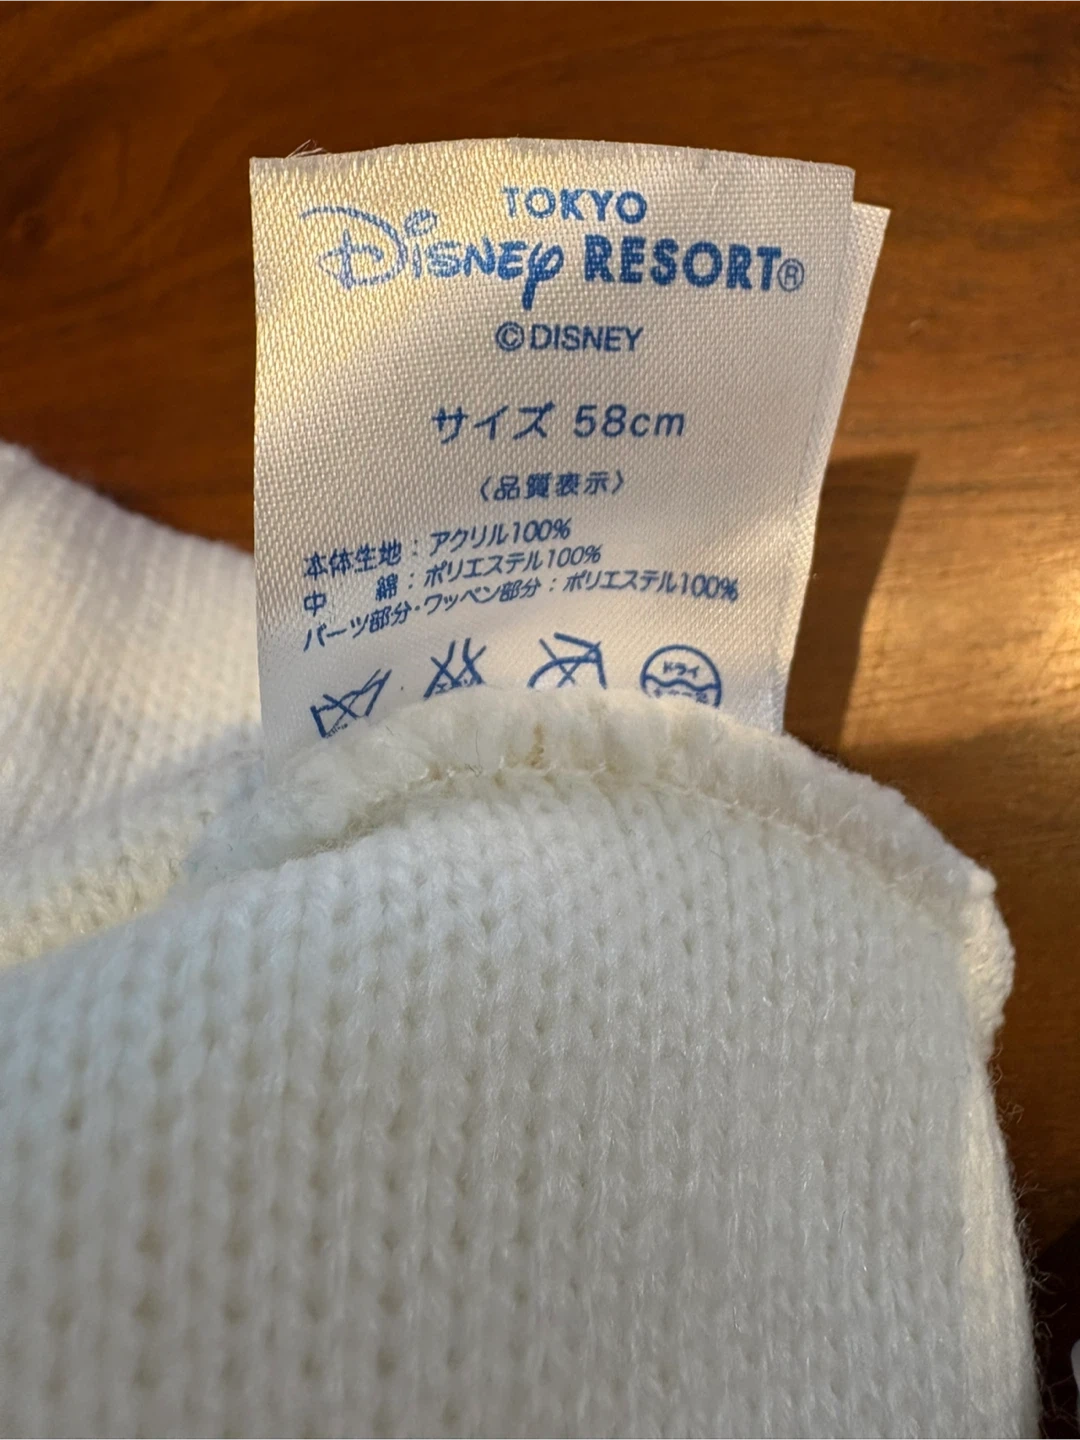 TOKYO
Disney RESORT®
©DISNEY
サイズ 58cm
〈品質表示〉
本体生地：アクリル100%
中　綿：ポリエステル100%
パーツ部分・ワッペン部分：ポリエステル100%
ドライ